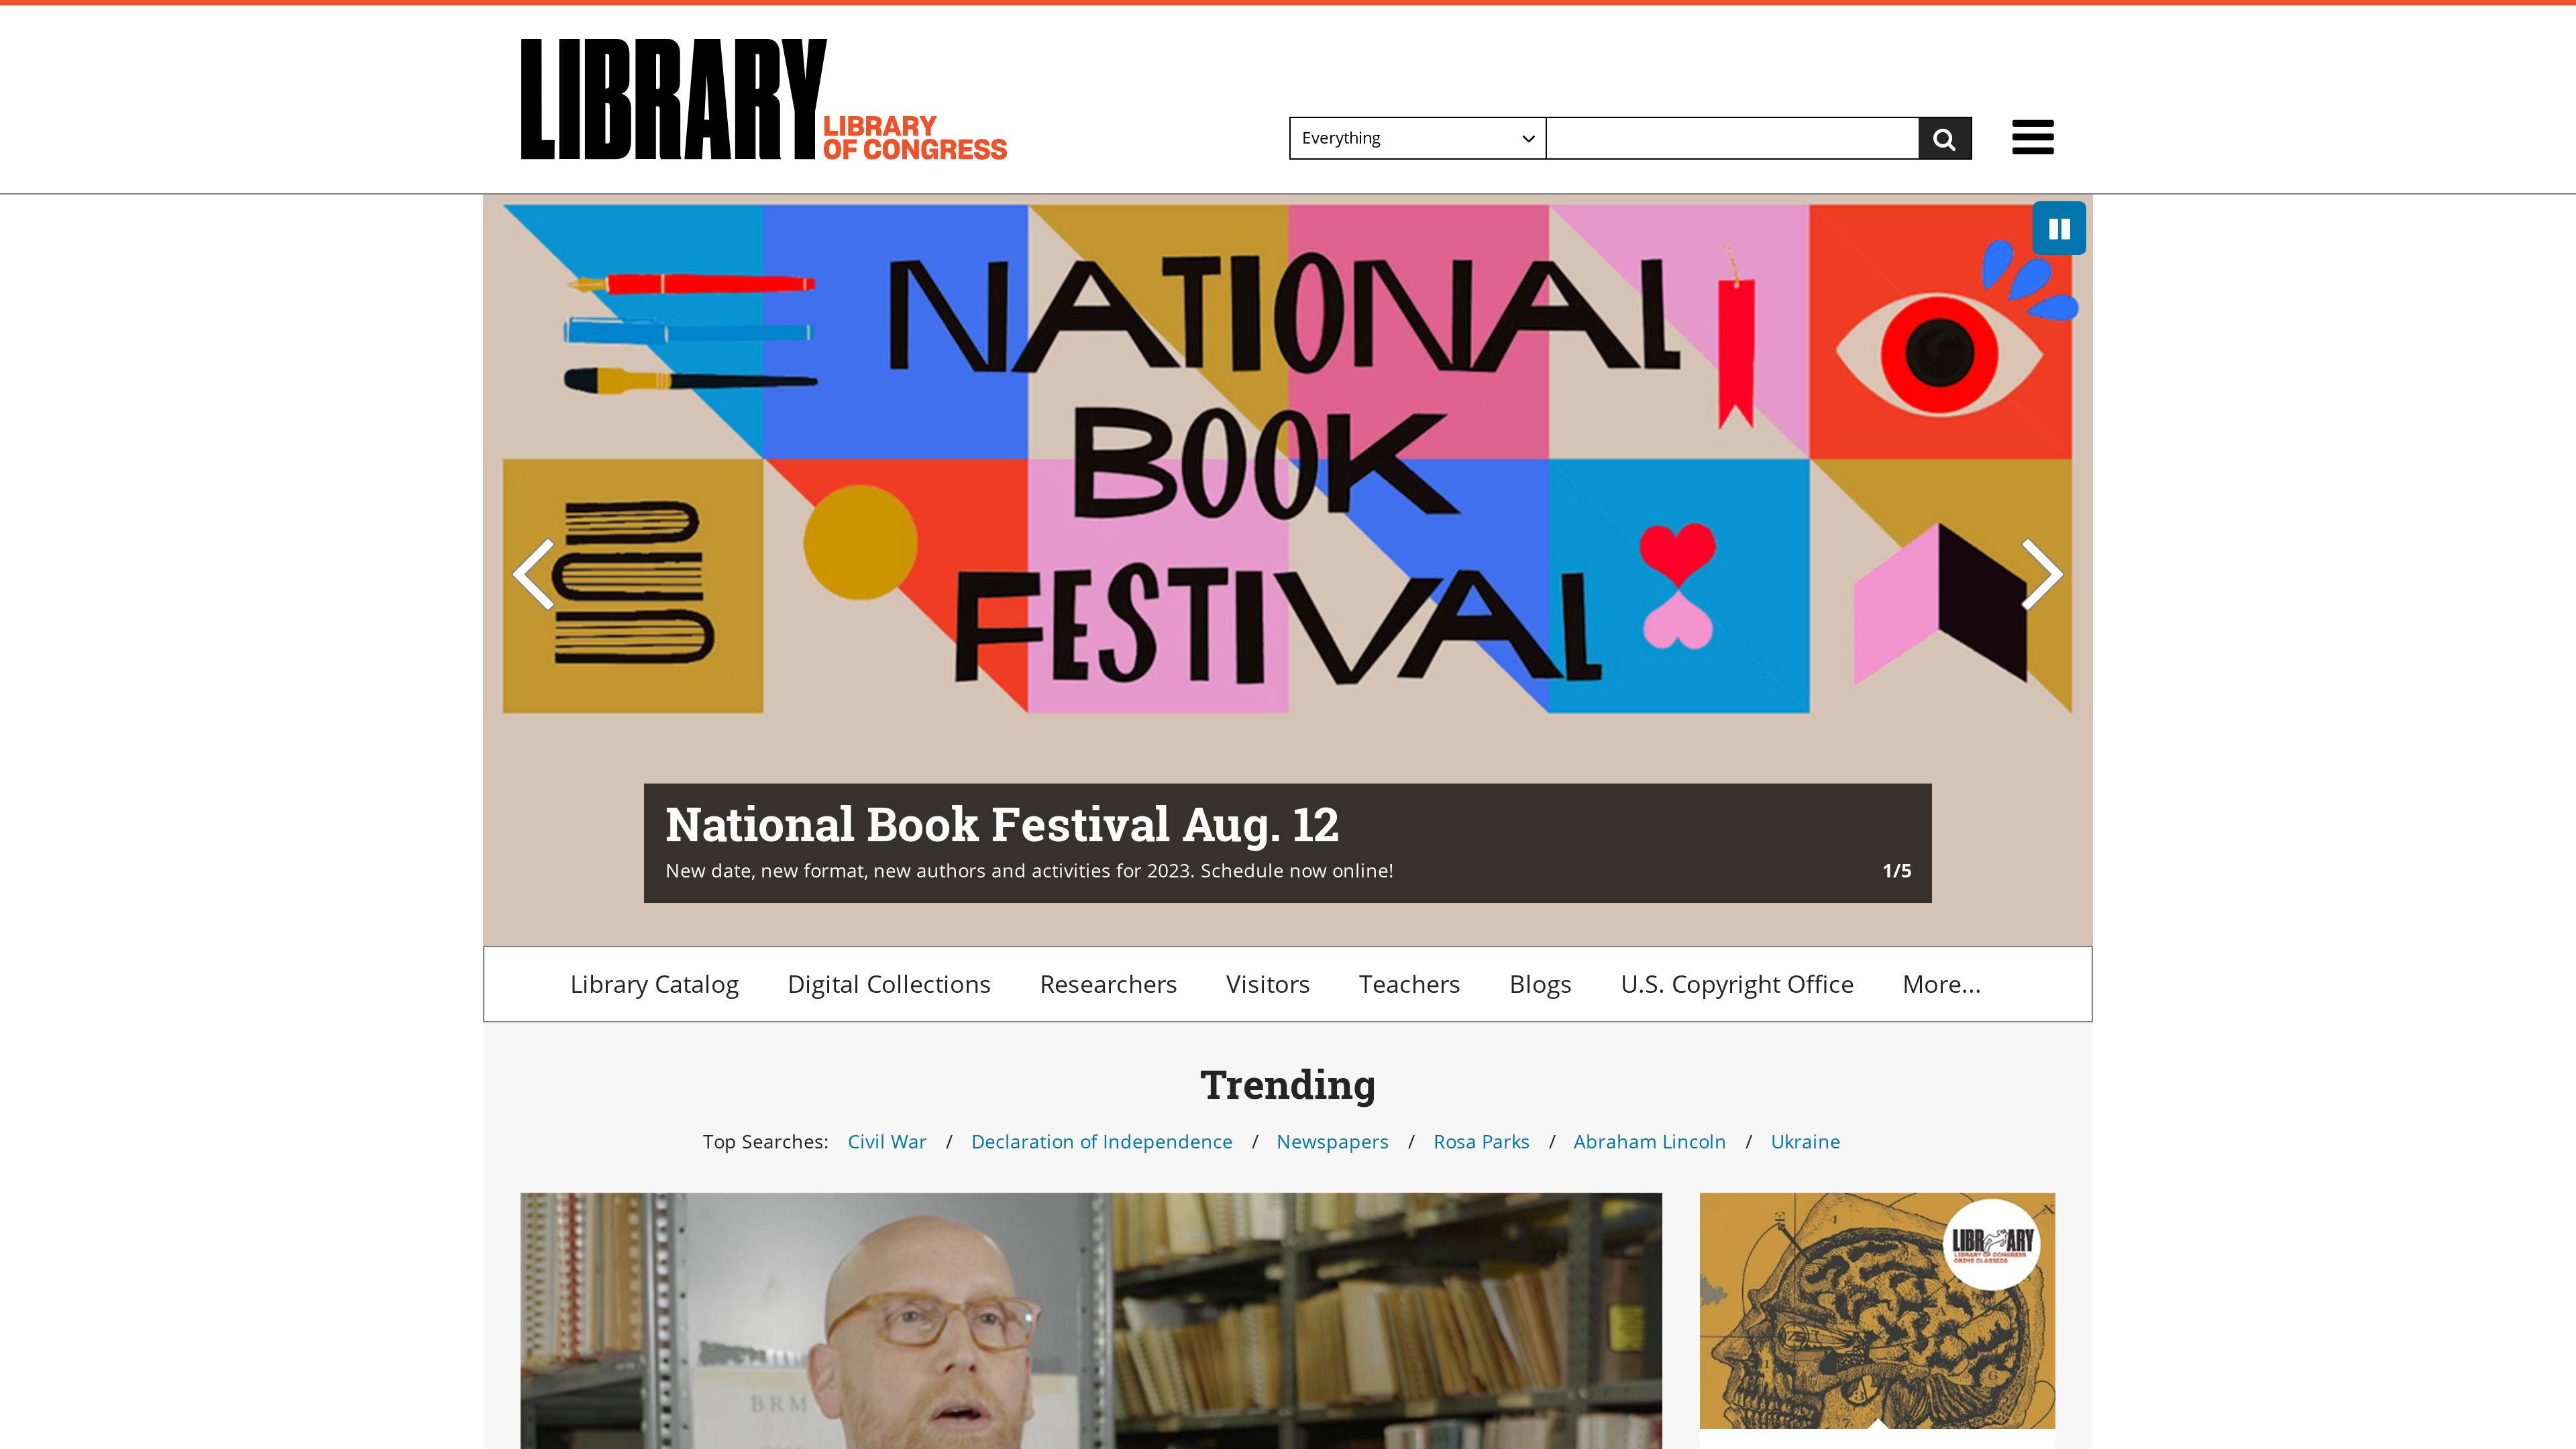 LIBRARY
LIBRARY
OF CONGRESS
Everything
NATIONAL
BOOK
FESTIVAL
National Book Festival Aug. 12
New date, new format, new authors and activities for 2023. Schedule now online!
1/5
Library Catalog Digital Collections Researchers Visitors Teachers Blogs U.S. Copyright Office More...
Trending
Top Searches: Civil War / Declaration of Independence / Newspapers / Rosa Parks / Abraham Lincoln / Ukraine
LIBRARY
LIBRARY OF CONGRESS
CRIME CLASSICS
BRM